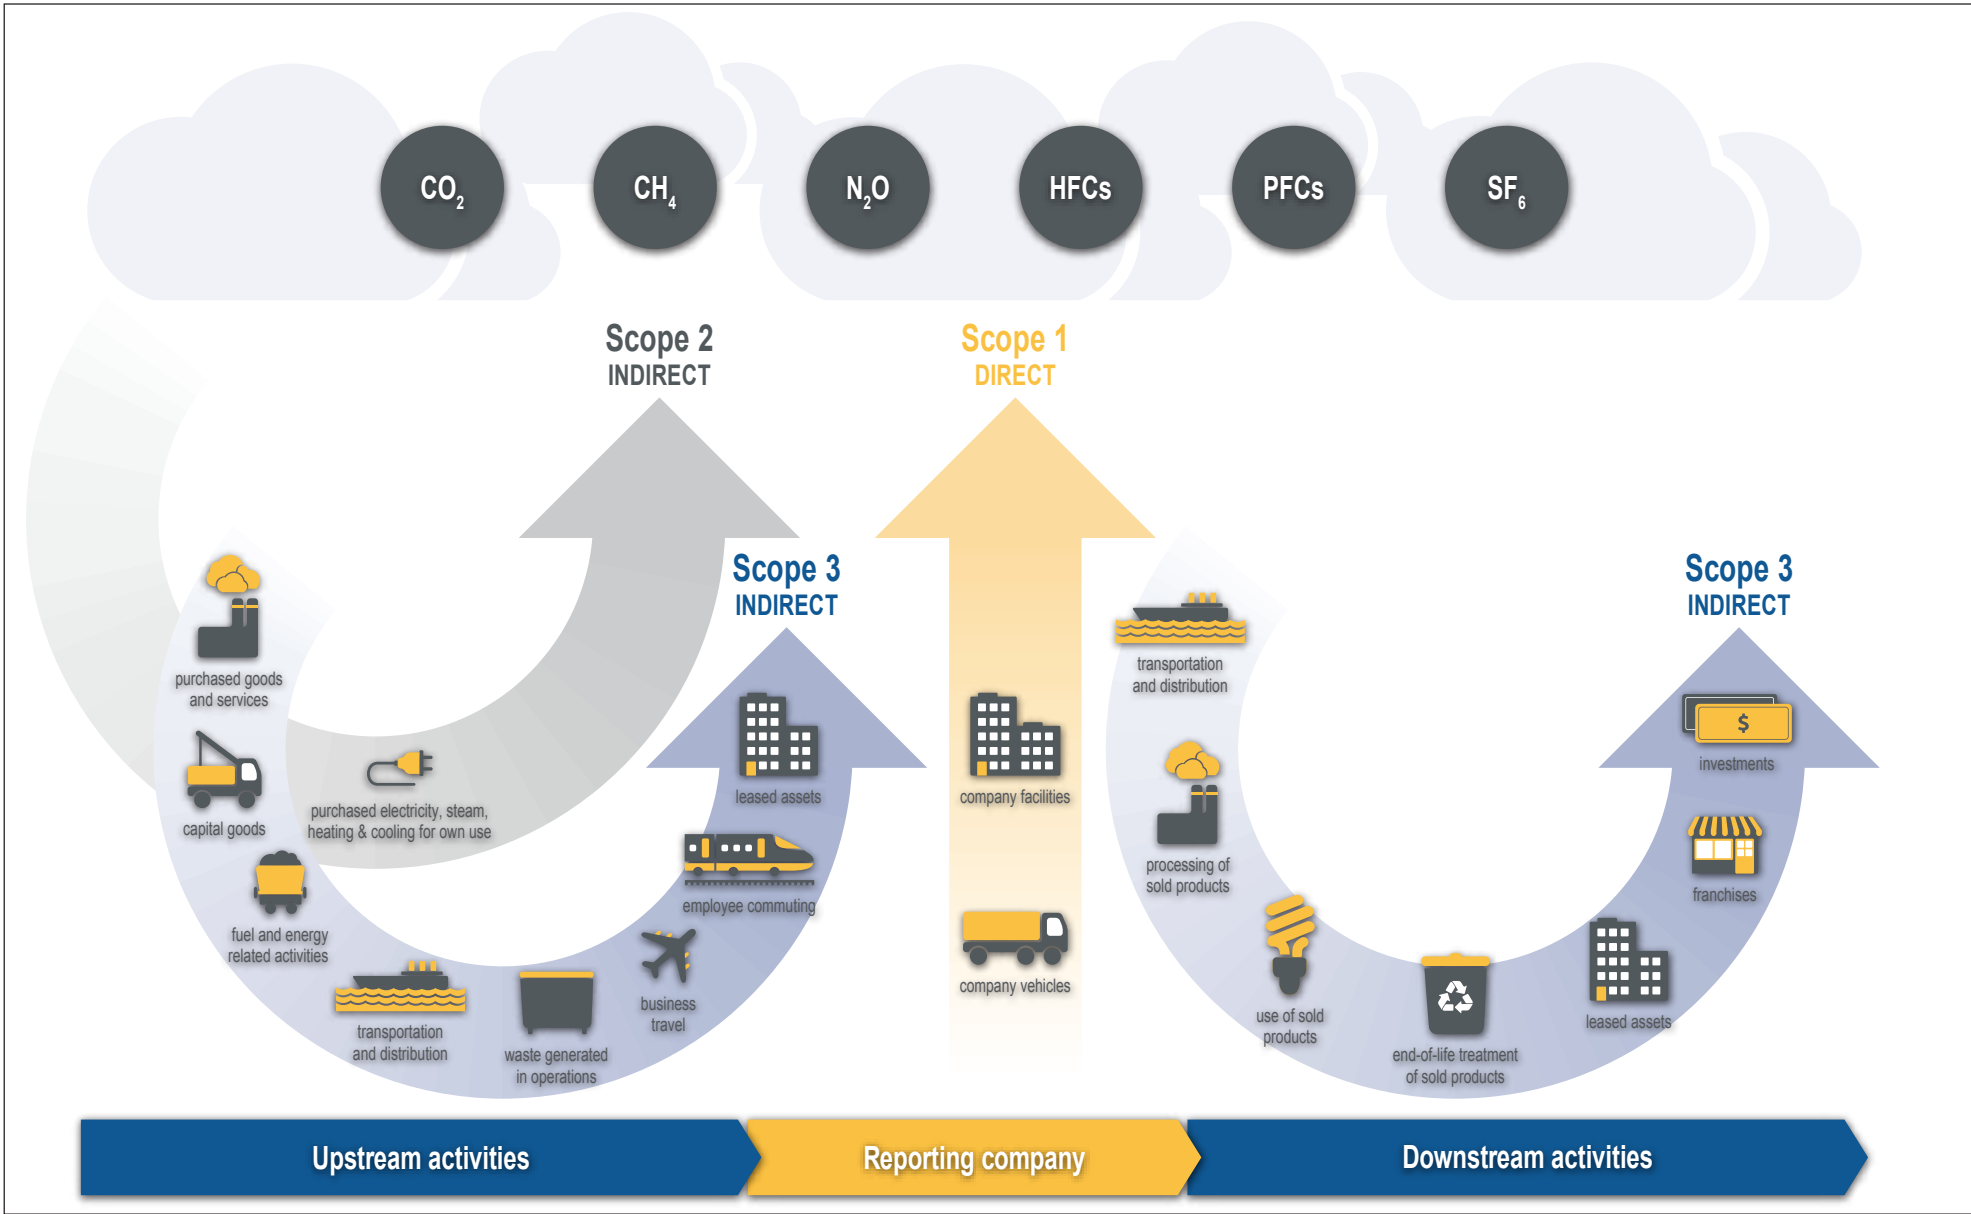 CO₂
CH₄
N₂O
HFCs
PFCs
SF₆
Scope 2
INDIRECT
Scope 1
DIRECT
Scope 3
INDIRECT
Scope 3
INDIRECT
purchased goods
and services
capital goods
purchased electricity, steam,
heating & cooling for own use
fuel and energy
related activities
transportation
and distribution
waste generated
in operations
business
travel
employee commuting
leased assets
company facilities
company vehicles
transportation
and distribution
processing of
sold products
use of sold
products
end-of-life treatment
of sold products
leased assets
franchises
$
investments
Upstream activities
Reporting company
Downstream activities